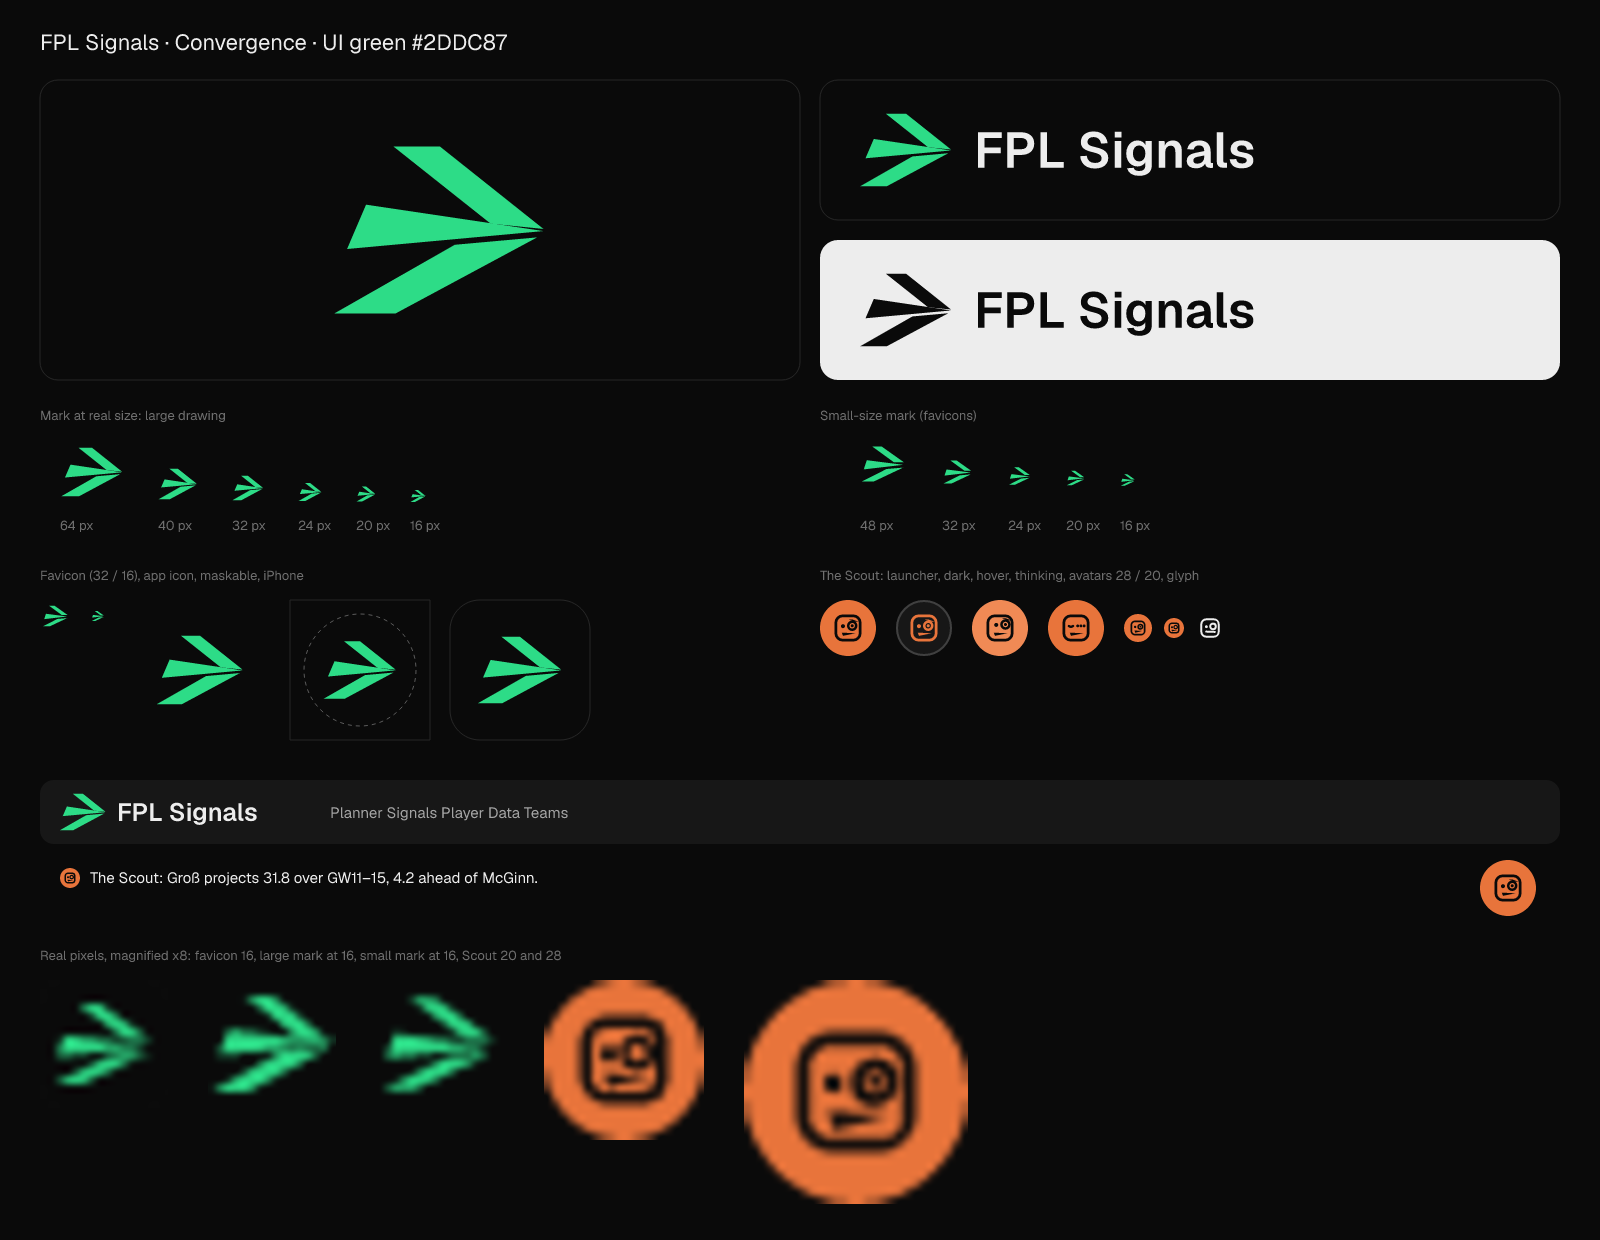 FPL Signals · Convergence · UI green #2DDC87
FPL Signals
FPL Signals
Mark at real size: large drawing
64 px 40 px 32 px 24 px 20 px 16 px
Small-size mark (favicons)
48 px 32 px 24 px 20 px 16 px
Favicon (32 / 16), app icon, maskable, iPhone
The Scout: launcher, dark, hover, thinking, avatars 28 / 20, glyph
FPL Signals Planner Signals Player Data Teams
The Scout: Groß projects 31.8 over GW11–15, 4.2 ahead of McGinn.
Real pixels, magnified x8: favicon 16, large mark at 16, small mark at 16, Scout 20 and 28